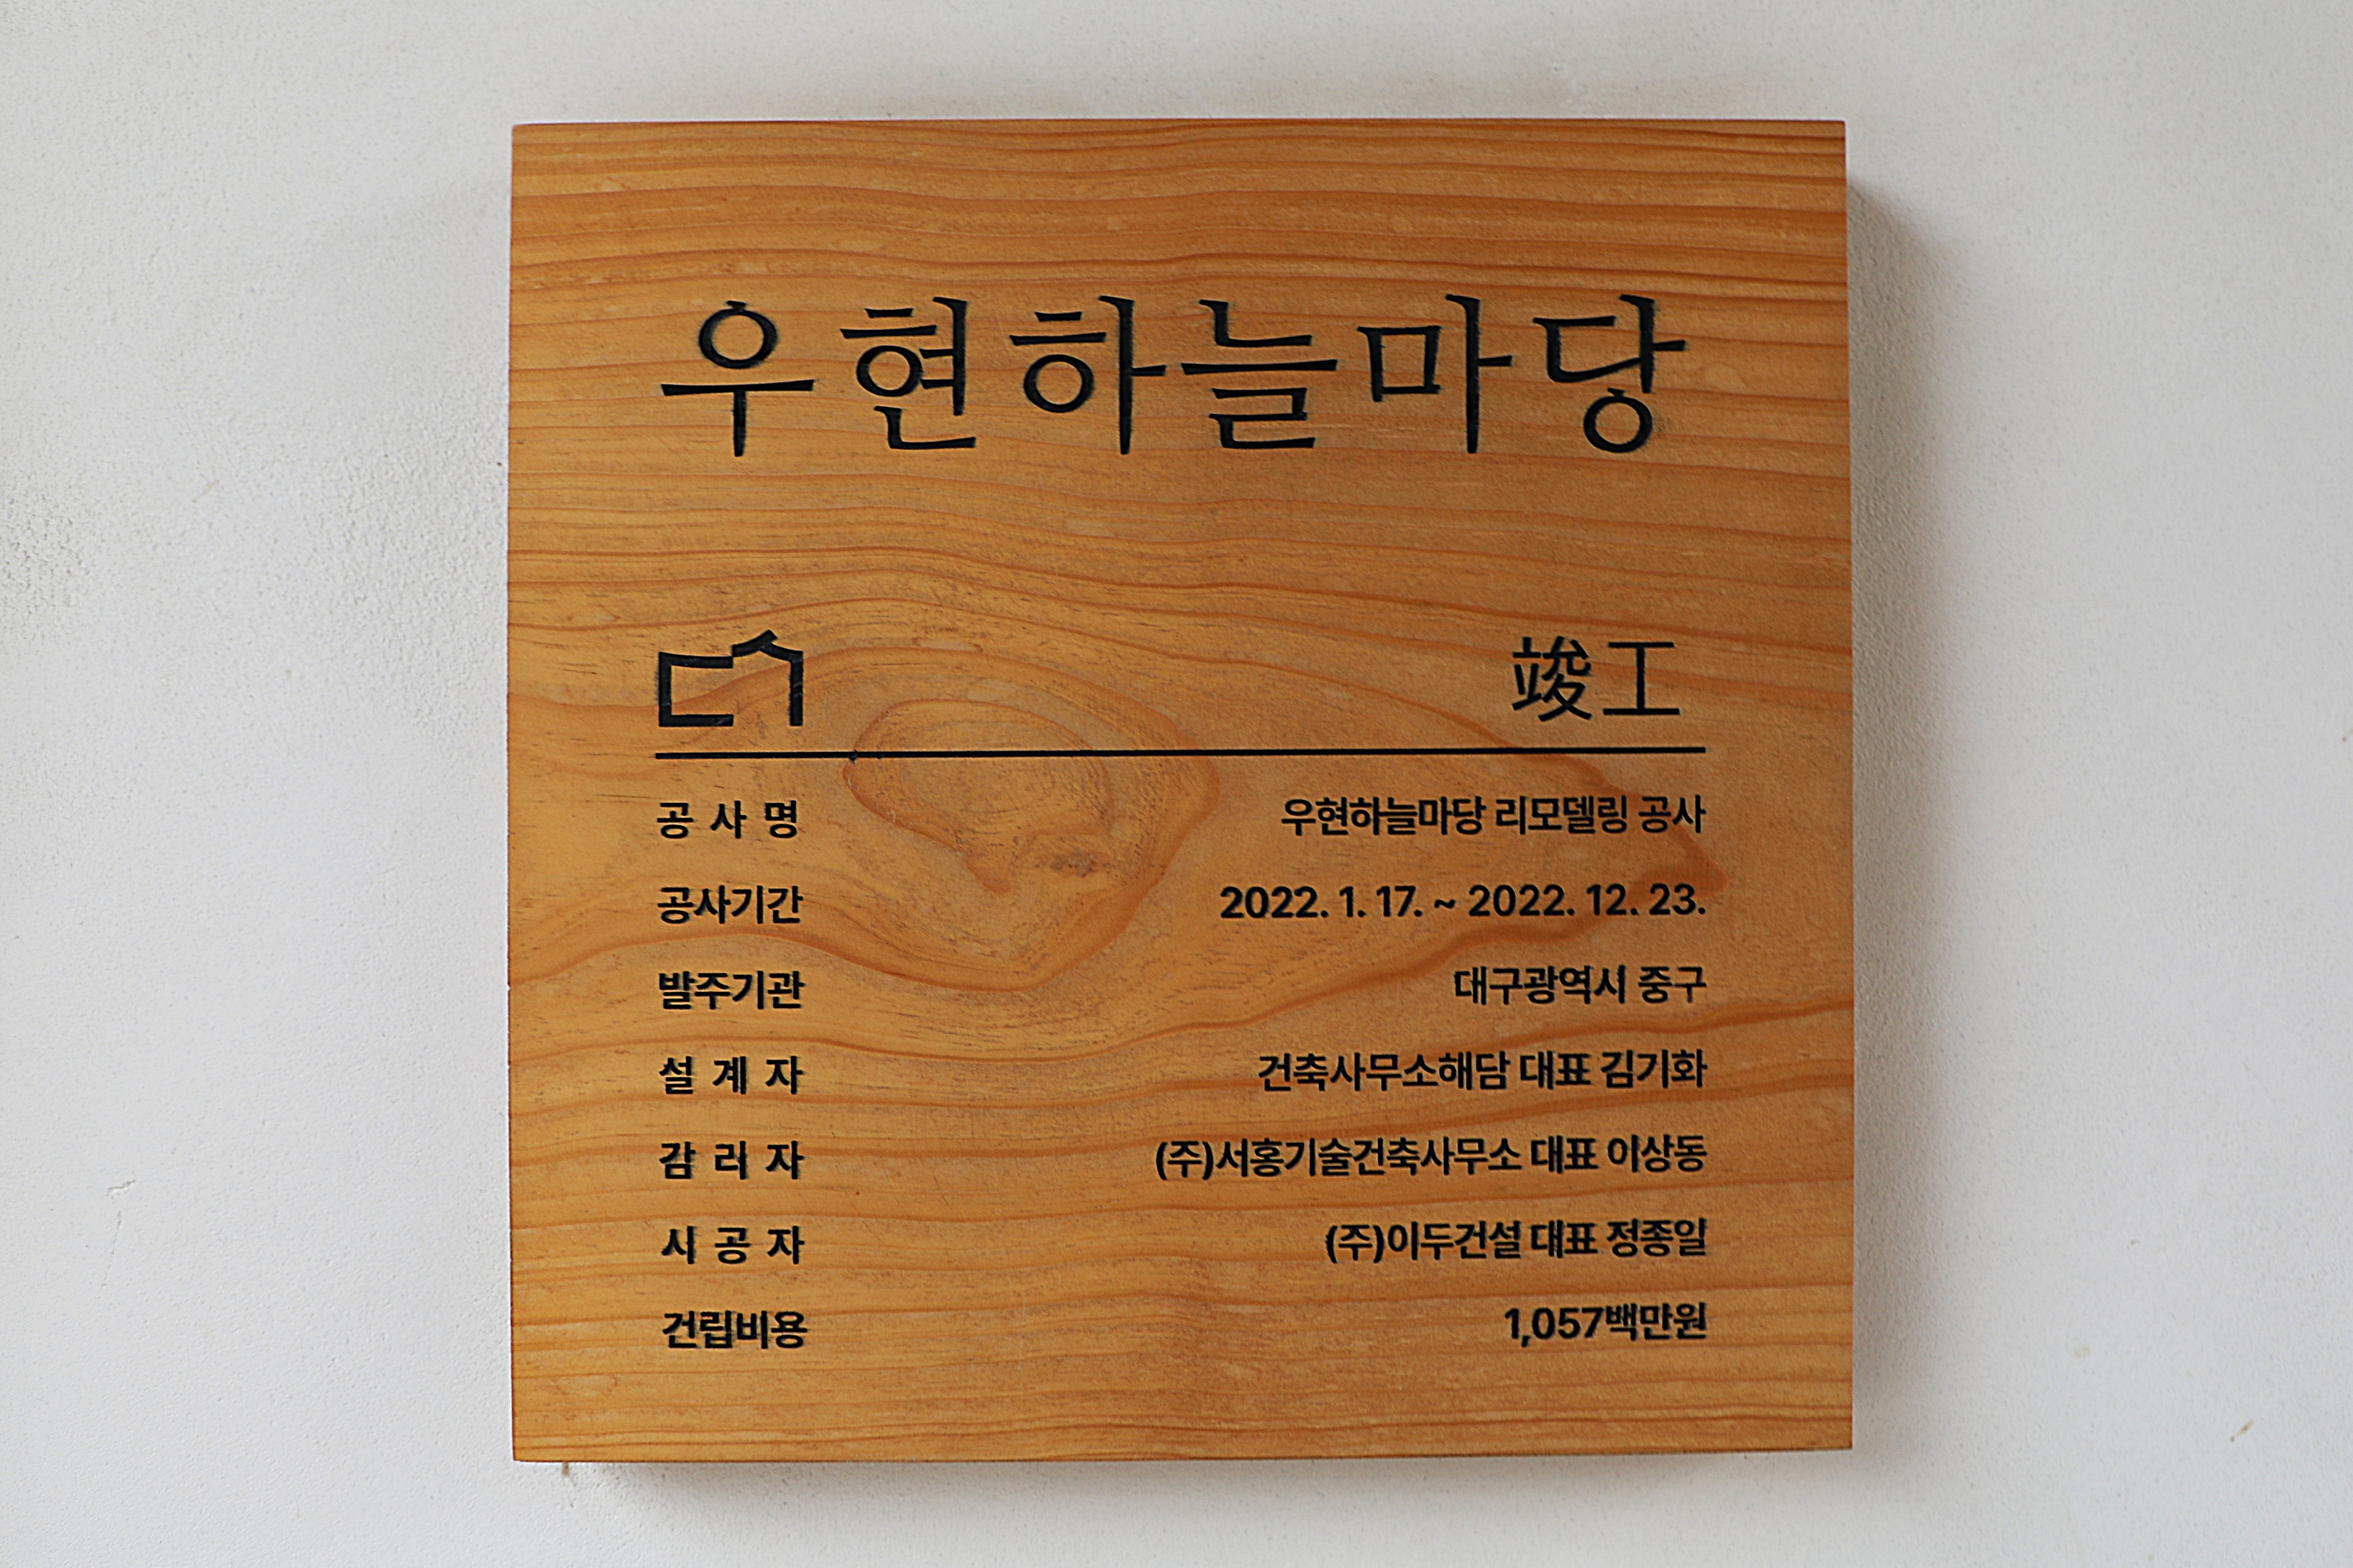 우현하늘마당
竣工
공 사 명 우현하늘마당 리모델링 공사
공사기간 2022. 1. 17. ~ 2022. 12. 23.
발주기관 대구광역시 중구
설 계 자 건축사무소해담 대표 김기화
감 리 자 (주)서홍기술건축사무소 대표 이상동
시 공 자 (주)이두건설 대표 정종일
건립비용 1,057백만원